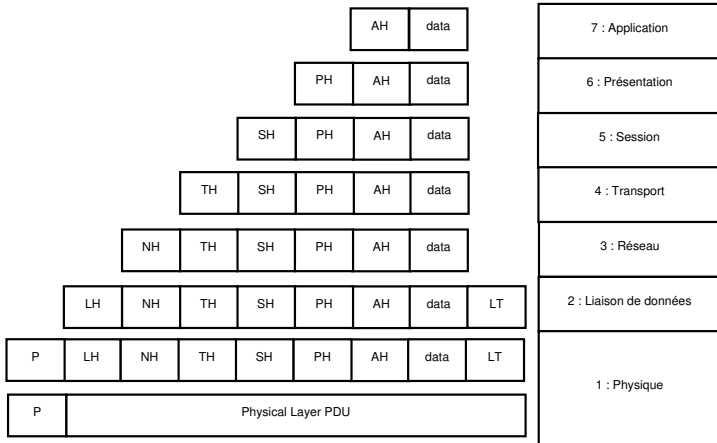 AH data 7 : Application
PH AH data 6 : Présentation
SH PH AH data 5 : Session
TH SH PH AH data 4 : Transport
NH TH SH PH AH data 3 : Réseau
LH NH TH SH PH AH data LT 2 : Liaison de données
P LH NH TH SH PH AH data LT
1 : Physique
P Physical Layer PDU